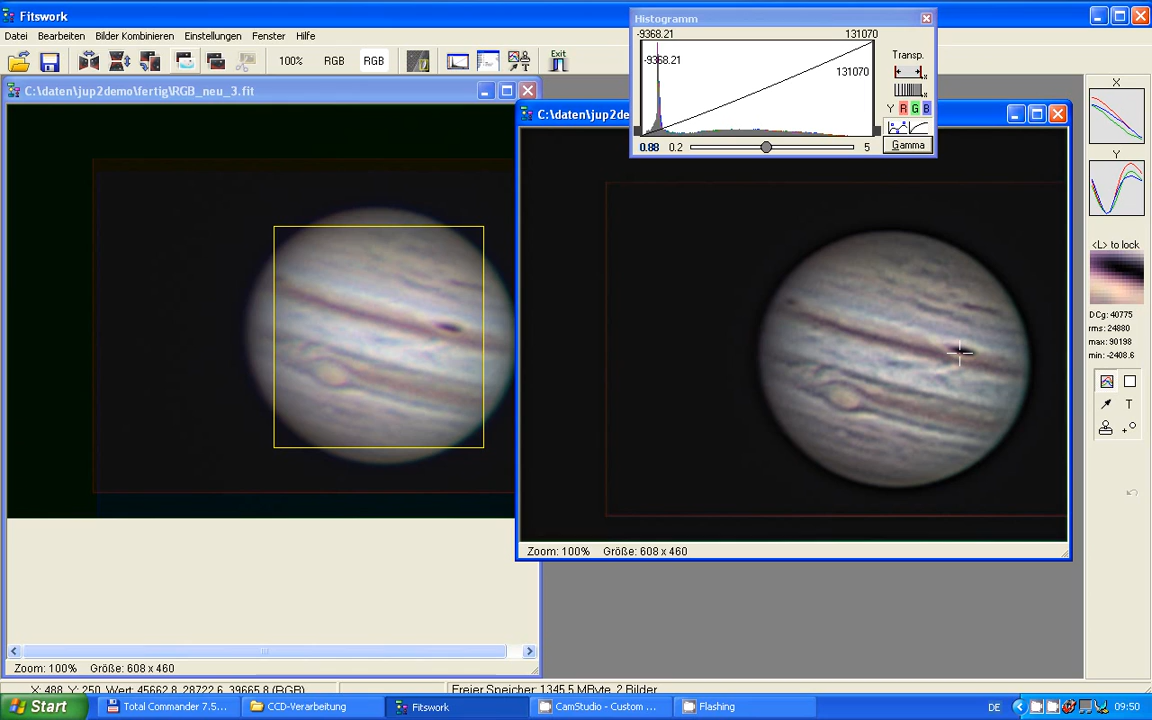 Fitswork
Datei Bearbeiten Bilder Kombinieren Einstellungen Fenster Hilfe
100% RGB RGB Exit
C:\daten\jup2demo\fertig\RGB_neu_3.fit
C:\daten\jup2de
Histogramm
-9368.21 131070
-9368.21
131070
Transp.
Y R G B
0.88 0.2 5
Gamma
X
Y
<L> to lock
DCg: 40775
rms: 24880
max: 90198
min: -2408.6
T
Zoom: 100% Größe: 608 x 460
Zoom: 100% Größe: 608 x 460
X: 488, Y: 250, Wert: 45662.8, 28722.6, 39665.8 (RGB) Freier Speicher: 1345.5 MByte, 2 Bilder
Start Total Commander 7.5... CCD-Verarbeitung Fitswork CamStudio - Custom ... Flashing DE 09:50